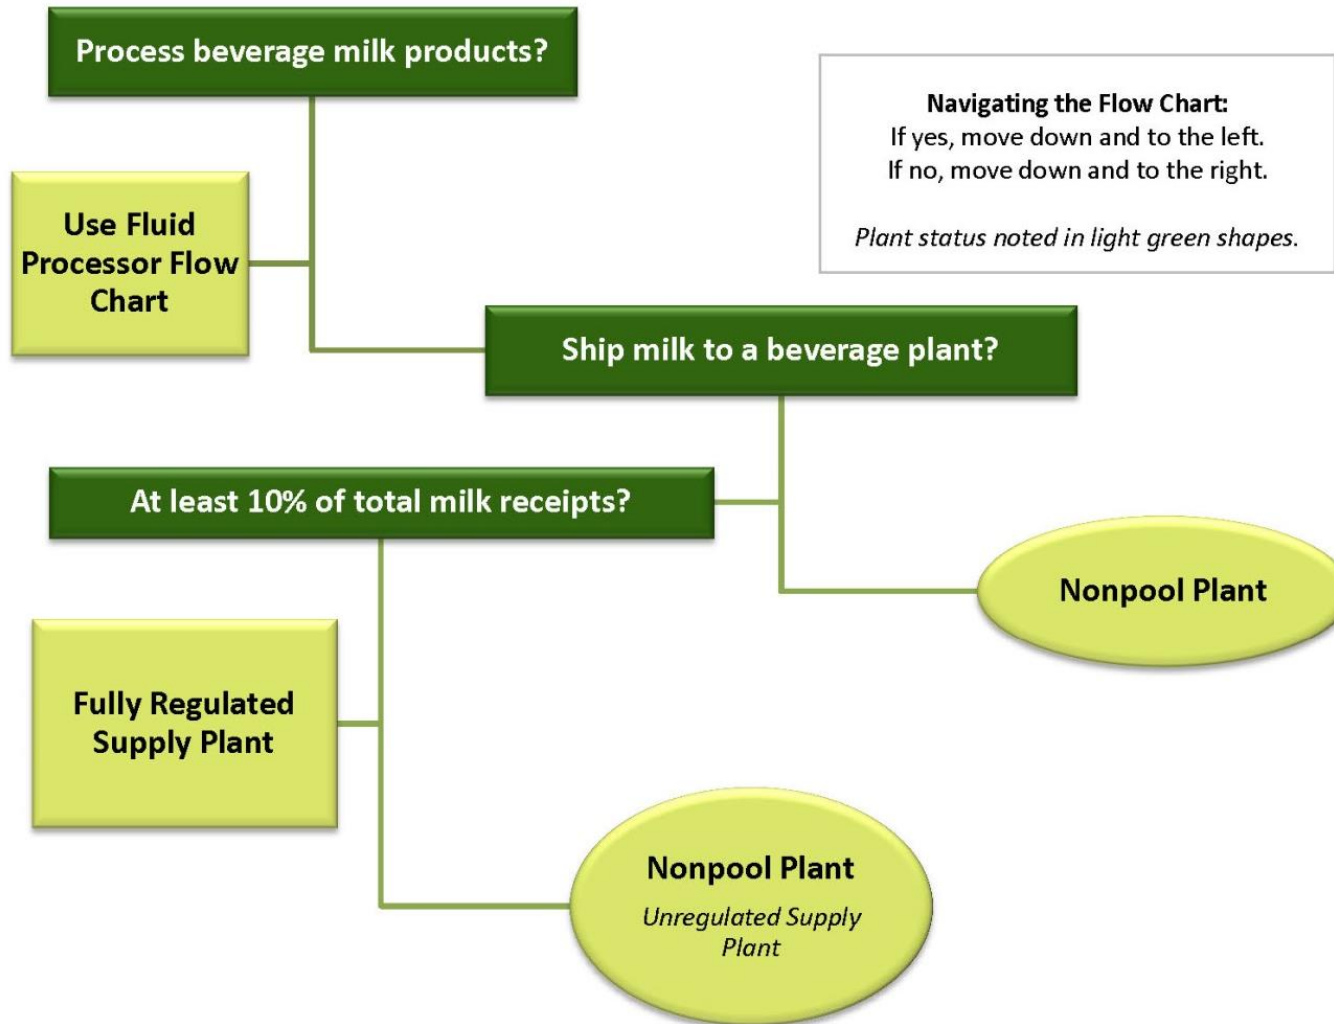 Process beverage milk products?
Navigating the Flow Chart:
If yes, move down and to the left.
If no, move down and to the right.
Plant status noted in light green shapes.
Use Fluid
Processor Flow
Chart
Ship milk to a beverage plant?
At least 10% of total milk receipts?
Nonpool Plant
Fully Regulated
Supply Plant
Nonpool Plant
Unregulated Supply
Plant